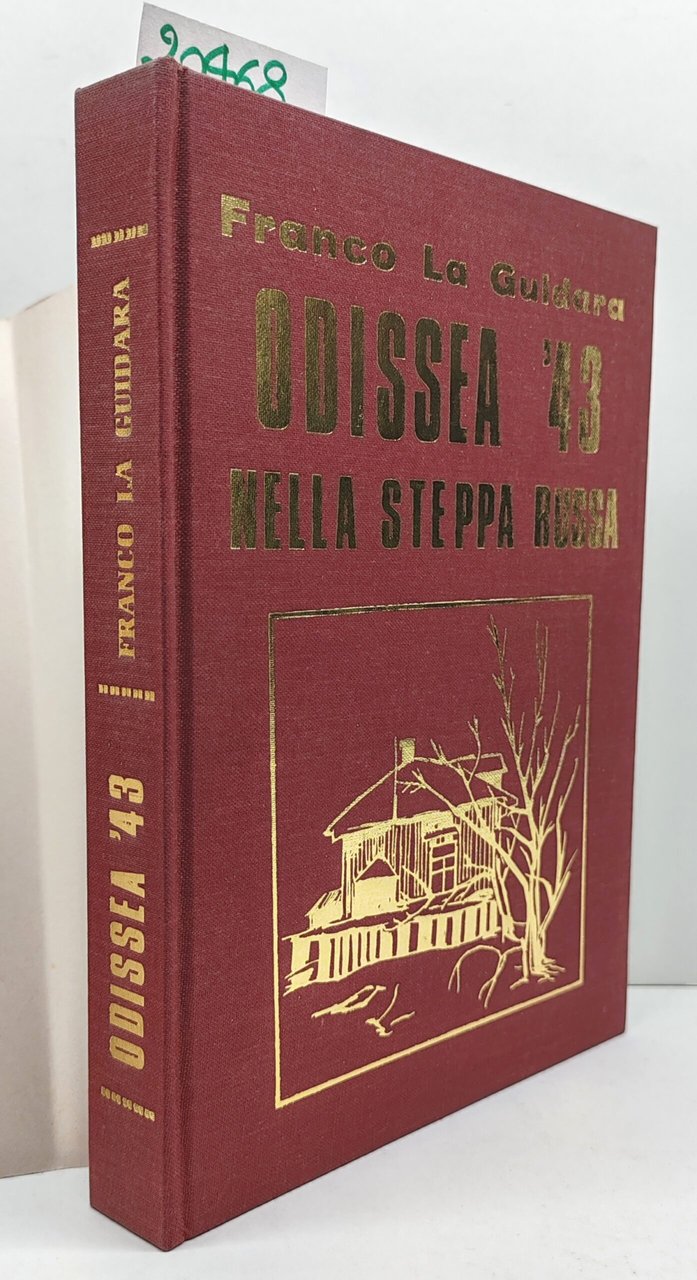 20468
Franco La Guidara
ODISSEA '43
NELLA STEPPA RUSSA
FRANCO LA GUIDARA
ODISSEA '43